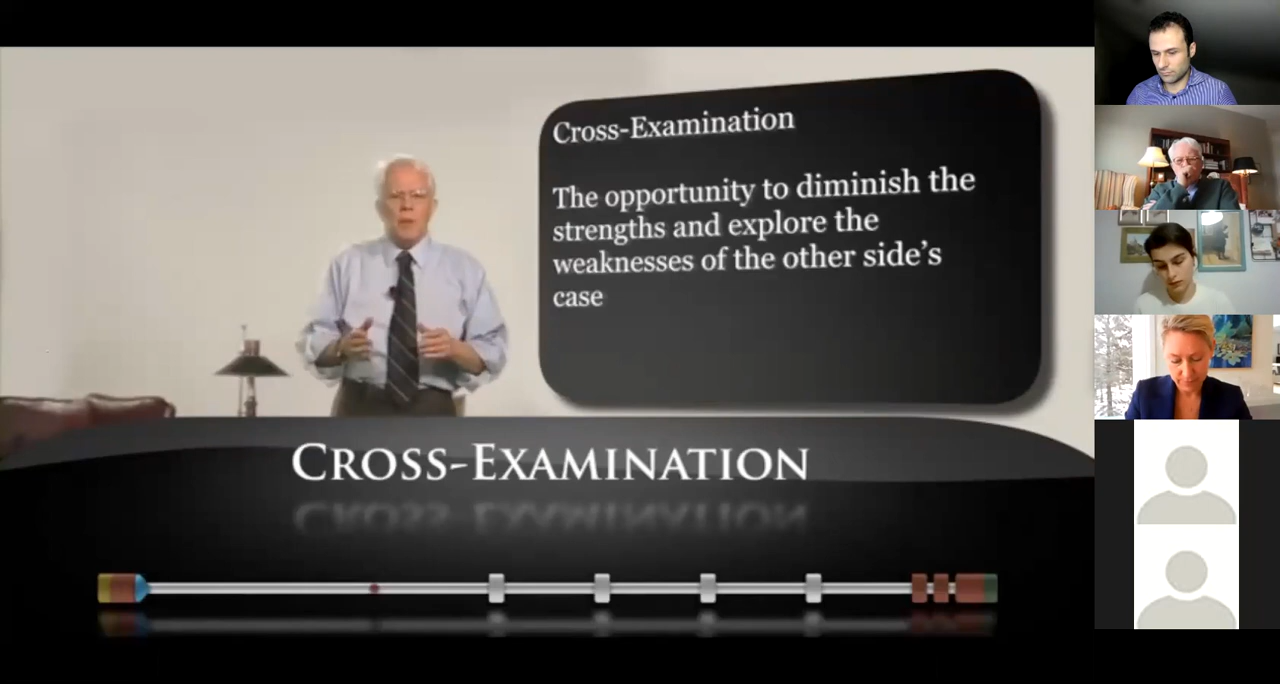 Cross-Examination
The opportunity to diminish the
strengths and explore the
weaknesses of the other side’s
case
CROSS-EXAMINATION